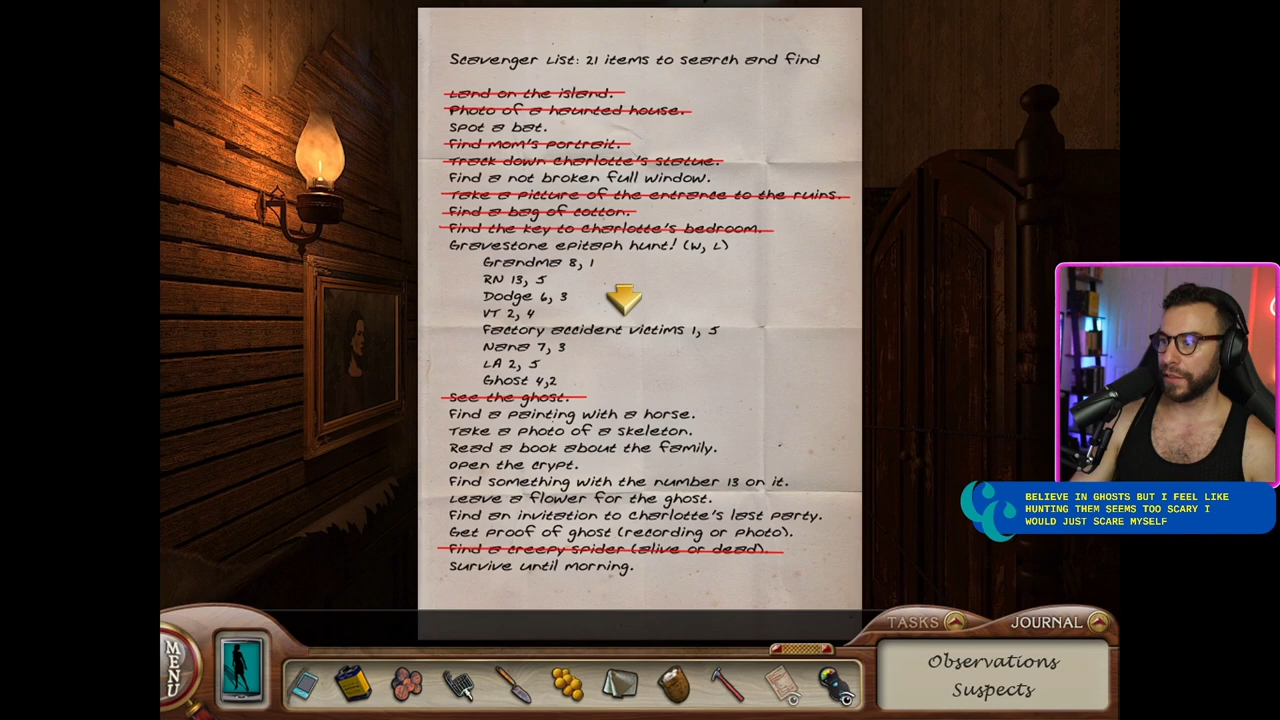 Scavenger List: 21 items to search and find
Land on the island.
Photo of a haunted house.
Spot a bat.
Find mom's portrait.
Track down Charlotte's statue.
Find a not broken full window.
Take a picture of the entrance to the ruins.
Find a bag of cotton.
Find the key to Charlotte's bedroom.
Gravestone epitaph hunt! (W, L)
Grandma 8, 1
RN 13, 5
Dodge 6, 3
VT 2, 4
Factory accident victims 1, 5
Nana 7, 3
LA 2, 5
Ghost 4,2
See the ghost.
Find a painting with a horse.
Take a photo of a skeleton.
Read a book about the family.
Open the crypt.
Find something with the number 13 on it.
Leave a flower for the ghost.
Find an invitation to Charlotte's last party.
Get proof of ghost (recording or photo).
Find a creepy spider (alive or dead).
Survive until morning.
BELIEVE IN GHOSTS BUT I FEEL LIKE
HUNTING THEM SEEMS TOO SCARY I
WOULD JUST SCARE MYSELF
MENU
TASKS
JOURNAL
Observations
Suspects